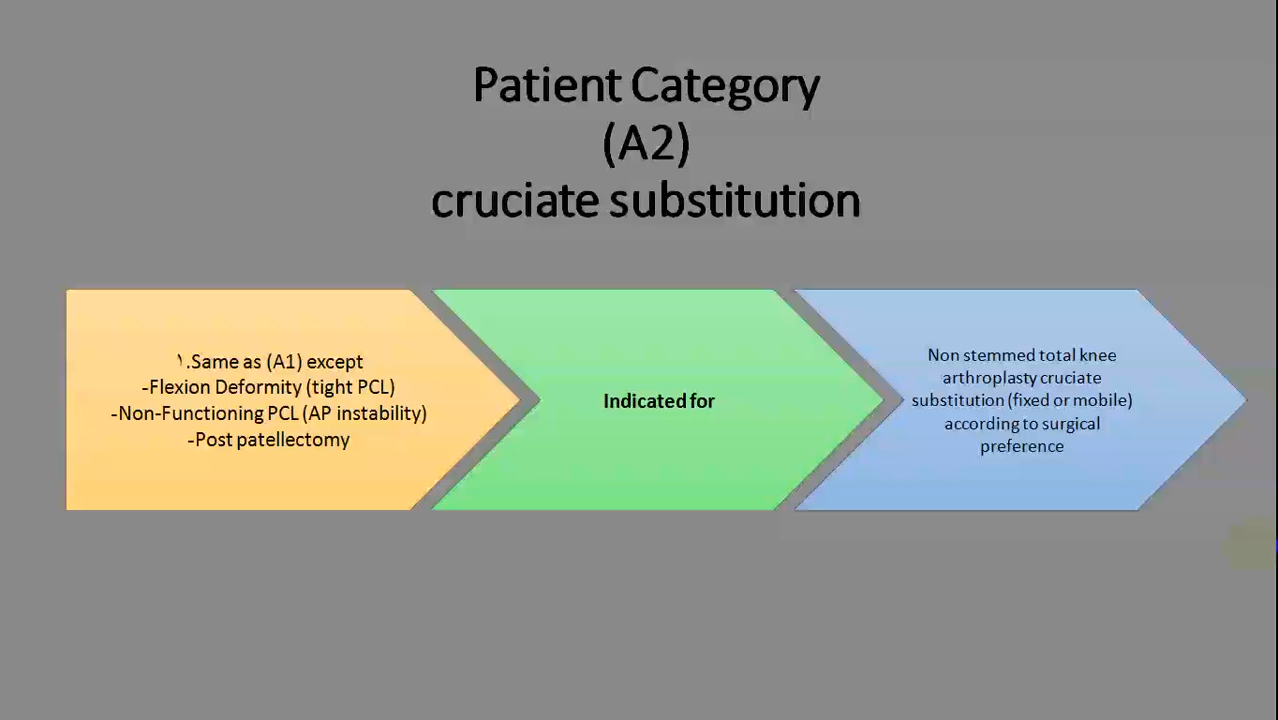 Patient Category
(A2)
cruciate substitution
١.Same as (A1) except
-Flexion Deformity (tight PCL)
-Non-Functioning PCL (AP instability)
-Post patellectomy
Indicated for
Non stemmed total knee
arthroplasty cruciate
substitution (fixed or mobile)
according to surgical
preference